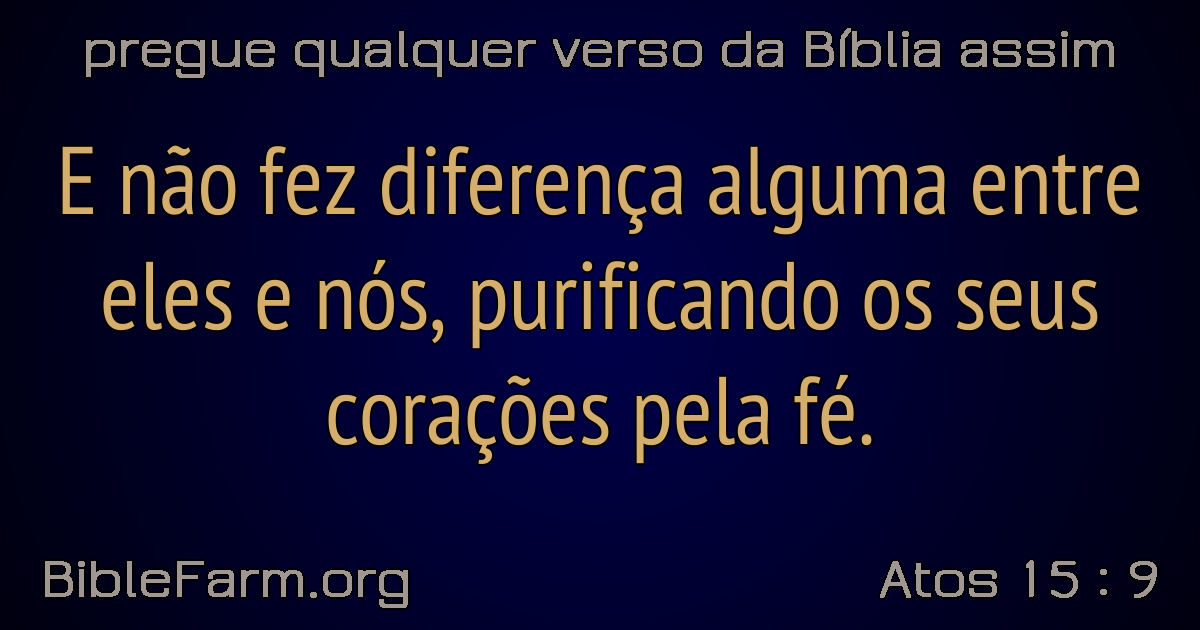 pregue qualquer verso da Bíblia assim
E não fez diferença alguma entre
eles e nós, purificando os seus
corações pela fé.
BibleFarm.org
Atos 15 : 9